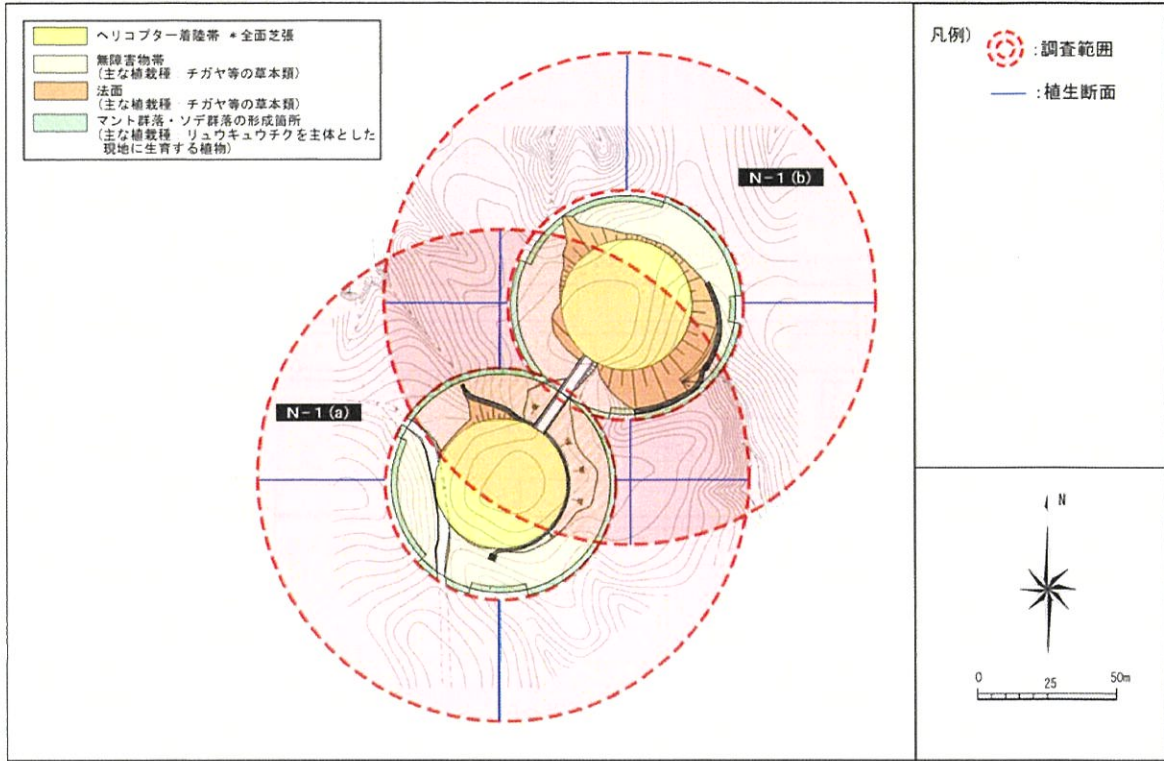 ヘリコプター着陸帯 *全面芝張
無障害物帯
(主な植栽種 チガヤ等の草本類)
法面
(主な植栽種 チガヤ等の草本類)
マント群落・ソデ群落の形成箇所
(主な植栽種 リュウキュウチクを主体とした
現地に生育する植物)
凡例)
:調査範囲
:植生断面
N-1(b)
N-1(a)
N
0 25 50m